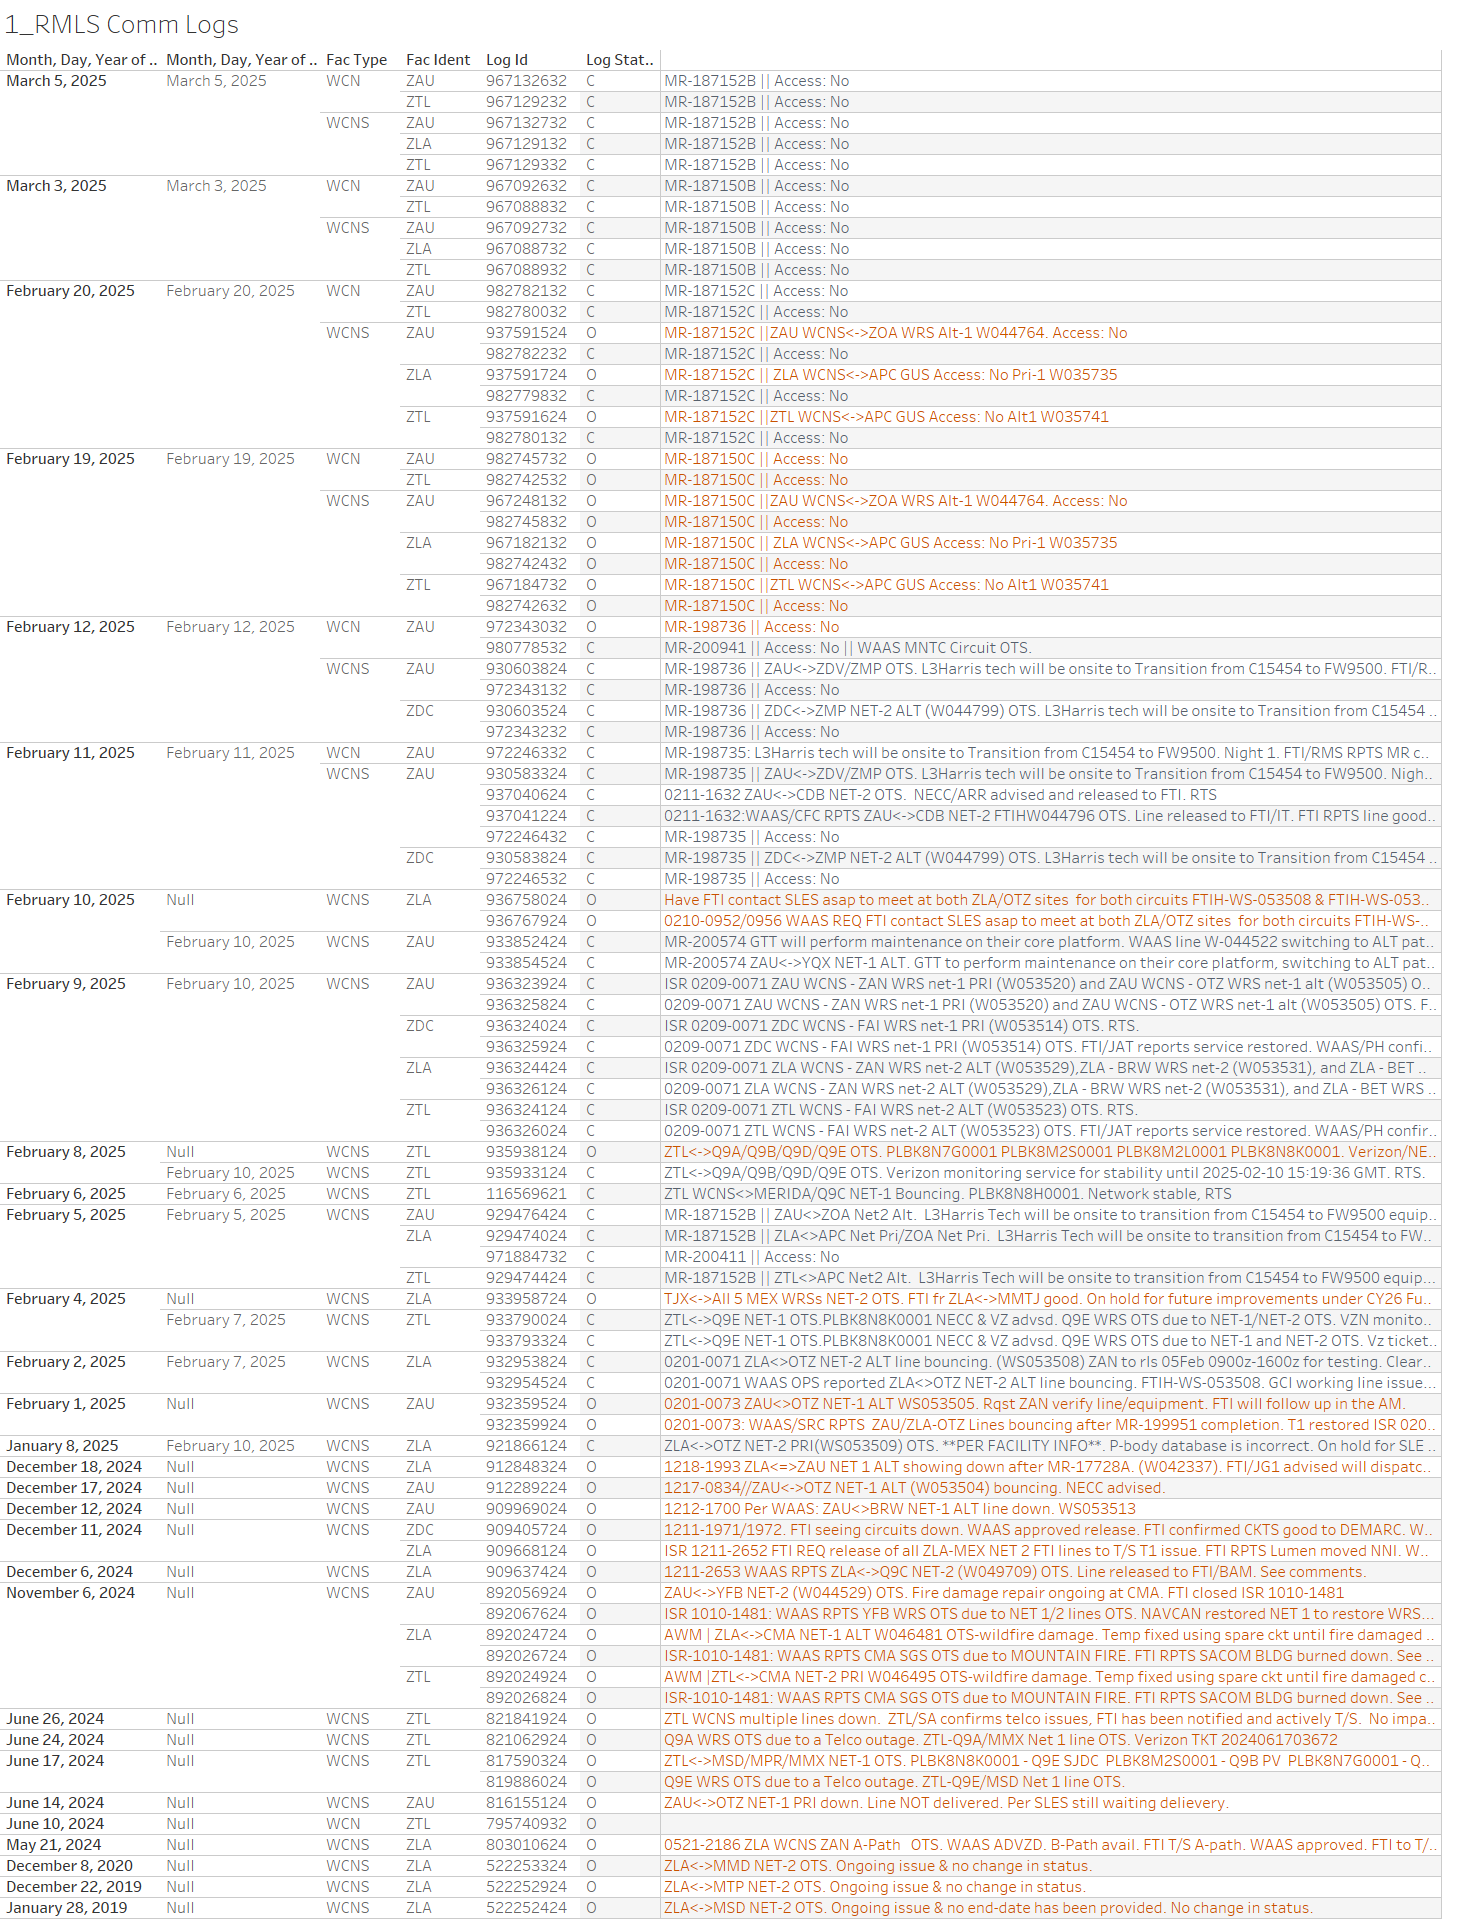 1_RMLS Comm Logs
Month, Day, Year of .. Month, Day, Year of .. Fac Type Fac Ident Log Id Log Stat..
March 5, 2025 March 5, 2025 WCN ZAU 967132632 C MR-187152B || Access: No
ZTL 967129232 C MR-187152B || Access: No
WCNS ZAU 967132732 C MR-187152B || Access: No
ZLA 967129132 C MR-187152B || Access: No
ZTL 967129332 C MR-187152B || Access: No
March 3, 2025 March 3, 2025 WCN ZAU 967092632 C MR-187150B || Access: No
ZTL 967088832 C MR-187150B || Access: No
WCNS ZAU 967092732 C MR-187150B || Access: No
ZLA 967088732 C MR-187150B || Access: No
ZTL 967088932 C MR-187150B || Access: No
February 20, 2025 February 20, 2025 WCN ZAU 982782132 C MR-187152C || Access: No
ZTL 982780032 C MR-187152C || Access: No
WCNS ZAU 937591524 O MR-187152C ||ZAU WCNS<->ZOA WRS Alt-1 W044764. Access: No
982782232 C MR-187152C || Access: No
ZLA 937591724 O MR-187152C || ZLA WCNS<->APC GUS Access: No Pri-1 W035735
982779832 C MR-187152C || Access: No
ZTL 937591624 O MR-187152C ||ZTL WCNS<->APC GUS Access: No Alt1 W035741
982780132 C MR-187152C || Access: No
February 19, 2025 February 19, 2025 WCN ZAU 982745732 O MR-187150C || Access: No
ZTL 982742532 O MR-187150C || Access: No
WCNS ZAU 967248132 O MR-187150C ||ZAU WCNS<->ZOA WRS Alt-1 W044764. Access: No
982745832 O MR-187150C || Access: No
ZLA 967182132 O MR-187150C || ZLA WCNS<->APC GUS Access: No Pri-1 W035735
982742432 O MR-187150C || Access: No
ZTL 967184732 O MR-187150C ||ZTL WCNS<->APC GUS Access: No Alt1 W035741
982742632 O MR-187150C || Access: No
February 12, 2025 February 12, 2025 WCN ZAU 972343032 O MR-198736 || Access: No
980778532 C MR-200941 || Access: No || WAAS MNTC Circuit OTS.
WCNS ZAU 930603824 C MR-198736 || ZAU<->ZDV/ZMP OTS. L3Harris tech will be onsite to Transition from C15454 to FW9500. FTI/R..
972343132 C MR-198736 || Access: No
ZDC 930603524 C MR-198736 || ZDC<->ZMP NET-2 ALT (W044799) OTS. L3Harris tech will be onsite to Transition from C15454 ..
972343232 C MR-198736 || Access: No
February 11, 2025 February 11, 2025 WCN ZAU 972246332 C MR-198735: L3Harris tech will be onsite to Transition from C15454 to FW9500. Night 1. FTI/RMS RPTS MR c..
WCNS ZAU 930583324 C MR-198735 || ZAU<->ZDV/ZMP OTS. L3Harris tech will be onsite to Transition from C15454 to FW9500. Nigh..
937040624 C 0211-1632 ZAU<->CDB NET-2 OTS.  NECC/ARR advised and released to FTI. RTS
937041224 C 0211-1632:WAAS/CFC RPTS ZAU<->CDB NET-2 FTIHW044796 OTS. Line released to FTI/IT. FTI RPTS line good..
972246432 C MR-198735 || Access: No
ZDC 930583824 C MR-198735 || ZDC<->ZMP NET-2 ALT (W044799) OTS. L3Harris tech will be onsite to Transition from C15454 ..
972246532 C MR-198735 || Access: No
February 10, 2025 Null WCNS ZLA 936758024 O Have FTI contact SLES asap to meet at both ZLA/OTZ sites  for both circuits FTIH-WS-053508 & FTIH-WS-053..
936767924 O 0210-0952/0956 WAAS REQ FTI contact SLES asap to meet at both ZLA/OTZ sites  for both circuits FTIH-WS-..
February 10, 2025 WCNS ZAU 933852424 C MR-200574 GTT will perform maintenance on their core platform. WAAS line W-044522 switching to ALT pat..
933854524 C MR-200574 ZAU<->YQX NET-1 ALT. GTT to perform maintenance on their core platform, switching to ALT pat..
February 9, 2025 February 10, 2025 WCNS ZAU 936323924 C ISR 0209-0071 ZAU WCNS - ZAN WRS net-1 PRI (W053520) and ZAU WCNS - OTZ WRS net-1 alt (W053505) O..
936325824 C 0209-0071 ZAU WCNS - ZAN WRS net-1 PRI (W053520) and ZAU WCNS - OTZ WRS net-1 alt (W053505) OTS. F..
ZDC 936324024 C ISR 0209-0071 ZDC WCNS - FAI WRS net-1 PRI (W053514) OTS. RTS.
936325924 C 0209-0071 ZDC WCNS - FAI WRS net-1 PRI (W053514) OTS. FTI/JAT reports service restored. WAAS/PH confi..
ZLA 936324424 C ISR 0209-0071 ZLA WCNS - ZAN WRS net-2 ALT (W053529),ZLA - BRW WRS net-2 (W053531), and ZLA - BET ..
936326124 C 0209-0071 ZLA WCNS - ZAN WRS net-2 ALT (W053529),ZLA - BRW WRS net-2 (W053531), and ZLA - BET WRS ..
ZTL 936324124 C ISR 0209-0071 ZTL WCNS - FAI WRS net-2 ALT (W053523) OTS. RTS.
936326024 C 0209-0071 ZTL WCNS - FAI WRS net-2 ALT (W053523) OTS. FTI/JAT reports service restored. WAAS/PH confir..
February 8, 2025 Null WCNS ZTL 935938124 O ZTL<->Q9A/Q9B/Q9D/Q9E OTS. PLBK8N7G0001 PLBK8M2S0001 PLBK8M2L0001 PLBK8N8K0001. Verizon/NE..
February 10, 2025 WCNS ZTL 935933124 C ZTL<->Q9A/Q9B/Q9D/Q9E OTS. Verizon monitoring service for stability until 2025-02-10 15:19:36 GMT. RTS.
February 6, 2025 February 6, 2025 WCNS ZTL 116569621 C ZTL WCNS<>MERIDA/Q9C NET-1 Bouncing. PLBK8N8H0001. Network stable, RTS
February 5, 2025 February 5, 2025 WCNS ZAU 929476424 C MR-187152B || ZAU<->ZOA Net2 Alt.  L3Harris Tech will be onsite to transition from C15454 to FW9500 equip..
ZLA 929474024 C MR-187152B || ZLA<>APC Net Pri/ZOA Net Pri.  L3Harris Tech will be onsite to transition from C15454 to FW..
971884732 C MR-200411 || Access: No
ZTL 929474424 C MR-187152B || ZTL<>APC Net2 Alt.  L3Harris Tech will be onsite to transition from C15454 to FW9500 equip...
February 4, 2025 Null WCNS ZLA 933958724 O TJX<->All 5 MEX WRSs NET-2 OTS. FTI fr ZLA<->MMTJ good. On hold for future improvements under CY26 Fu..
February 7, 2025 WCNS ZTL 933790024 C ZTL<->Q9E NET-1 OTS.PLBK8N8K0001 NECC & VZ advsd. Q9E WRS OTS due to NET-1/NET-2 OTS. VZN monito..
933793324 C ZTL<->Q9E NET-1 OTS.PLBK8N8K0001 NECC & VZ advsd. Q9E WRS OTS due to NET-1 and NET-2 OTS. Vz ticket..
February 2, 2025 February 7, 2025 WCNS ZLA 932953824 C 0201-0071 ZLA<>OTZ NET-2 ALT line bouncing. (WS053508) ZAN to rls 05Feb 0900z-1600z for testing. Clear..
932954524 C 0201-0071 WAAS OPS reported ZLA<>OTZ NET-2 ALT line bouncing. FTIH-WS-053508. GCI working line issue...
February 1, 2025 Null WCNS ZAU 932359524 O 0201-0073 ZAU<>OTZ NET-1 ALT WS053505. Rqst ZAN verify line/equipment. FTI will follow up in the AM.
932359924 O 0201-0073: WAAS/SRC RPTS  ZAU/ZLA-OTZ Lines bouncing after MR-199951 completion. T1 restored ISR 020..
January 8, 2025 February 10, 2025 WCNS ZLA 921866124 C ZLA<->OTZ NET-2 PRI(WS053509) OTS. **PER FACILITY INFO**. P-body database is incorrect. On hold for SLE ..
December 18, 2024 Null WCNS ZLA 912848324 O 1218-1993 ZLA<=>ZAU NET 1 ALT showing down after MR-17728A. (W042337). FTI/JG1 advised will dispatc..
December 17, 2024 Null WCNS ZAU 912289224 O 1217-0834//ZAU<->OTZ NET-1 ALT (W053504) bouncing. NECC advised.
December 12, 2024 Null WCNS ZAU 909969024 O 1212-1700 Per WAAS: ZAU<>BRW NET-1 ALT line down. WS053513
December 11, 2024 Null WCNS ZDC 909405724 O 1211-1971/1972. FTI seeing circuits down. WAAS approved release. FTI confirmed CKTS good to DEMARC. W..
ZLA 909668124 O ISR 1211-2652 FTI REQ release of all ZLA-MEX NET 2 FTI lines to T/S T1 issue. FTI RPTS Lumen moved NNI. W..
December 6, 2024 Null WCNS ZLA 909637424 O 1211-2653 WAAS RPTS ZLA<->Q9C NET-2 (W049709) OTS. Line released to FTI/BAM. See comments.
November 6, 2024 Null WCNS ZAU 892056924 O ZAU<->YFB NET-2 (W044529) OTS. Fire damage repair ongoing at CMA. FTI closed ISR 1010-1481
892067624 O ISR 1010-1481: WAAS RPTS YFB WRS OTS due to NET 1/2 lines OTS. NAVCAN restored NET 1 to restore WRS...
ZLA 892024724 O AWM | ZLA<->CMA NET-1 ALT W046481 OTS-wildfire damage. Temp fixed using spare ckt until fire damaged ..
892026724 O ISR-1010-1481: WAAS RPTS CMA SGS OTS due to MOUNTAIN FIRE. FTI RPTS SACOM BLDG burned down. See ..
ZTL 892024924 O AWM |ZTL<->CMA NET-2 PRI W046495 OTS-wildfire damage. Temp fixed using spare ckt until fire damaged c..
892026824 O ISR-1010-1481: WAAS RPTS CMA SGS OTS due to MOUNTAIN FIRE. FTI RPTS SACOM BLDG burned down. See ..
June 26, 2024 Null WCNS ZTL 821841924 O ZTL WCNS multiple lines down.  ZTL/SA confirms telco issues, FTI has been notified and actively T/S.  No impa..
June 24, 2024 Null WCNS ZTL 821062924 O Q9A WRS OTS due to a Telco outage. ZTL-Q9A/MMX Net 1 line OTS. Verizon TKT 2024061703672
June 17, 2024 Null WCNS ZTL 817590324 O ZTL<->MSD/MPR/MMX NET-1 OTS. PLBK8N8K0001 - Q9E SJDC  PLBK8M2S0001 - Q9B PV  PLBK8N7G0001 - Q..
819886024 O Q9E WRS OTS due to a Telco outage. ZTL-Q9E/MSD Net 1 line OTS.
June 14, 2024 Null WCNS ZAU 816155124 O ZAU<->OTZ NET-1 PRI down. Line NOT delivered. Per SLES still waiting delievery.
June 10, 2024 Null WCN ZTL 795740932 O
May 21, 2024 Null WCNS ZLA 803010624 O 0521-2186 ZLA WCNS ZAN A-Path   OTS. WAAS ADVZD. B-Path avail. FTI T/S A-path. WAAS approved. FTI to T/..
December 8, 2020 Null WCNS ZLA 522253324 O ZLA<->MMD NET-2 OTS. Ongoing issue & no change in status.
December 22, 2019 Null WCNS ZLA 522252924 O ZLA<->MTP NET-2 OTS. Ongoing issue & no change in status.
January 28, 2019 Null WCNS ZLA 522252424 O ZLA<->MSD NET-2 OTS. Ongoing issue & no end-date has been provided. No change in status.